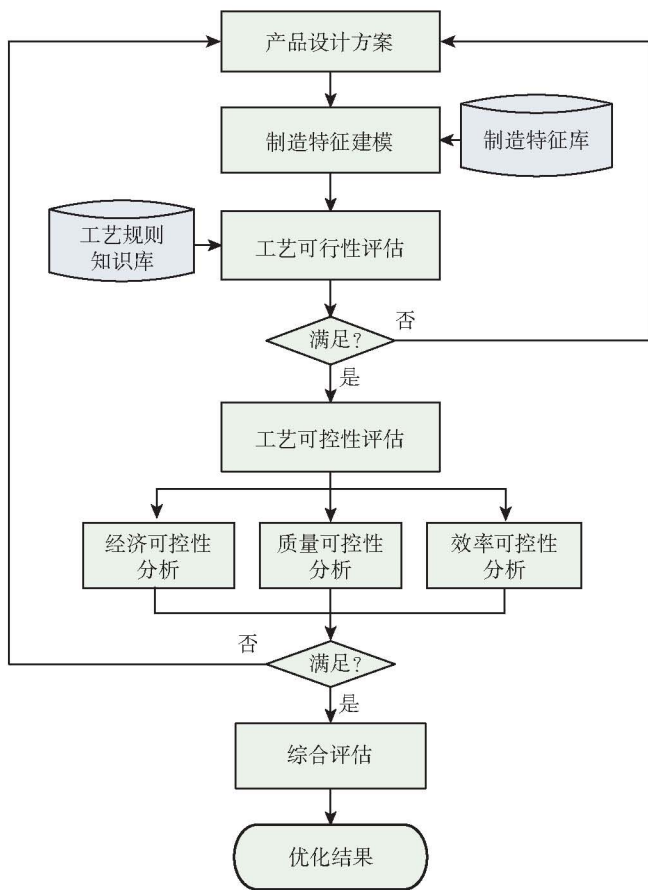 产品设计方案
制造特征建模
制造特征库
工艺规则
知识库
工艺可行性评估
满足?
否
是
工艺可控性评估
经济可控性
分析
质量可控性
分析
效率可控性
分析
否
满足?
是
综合评估
优化结果